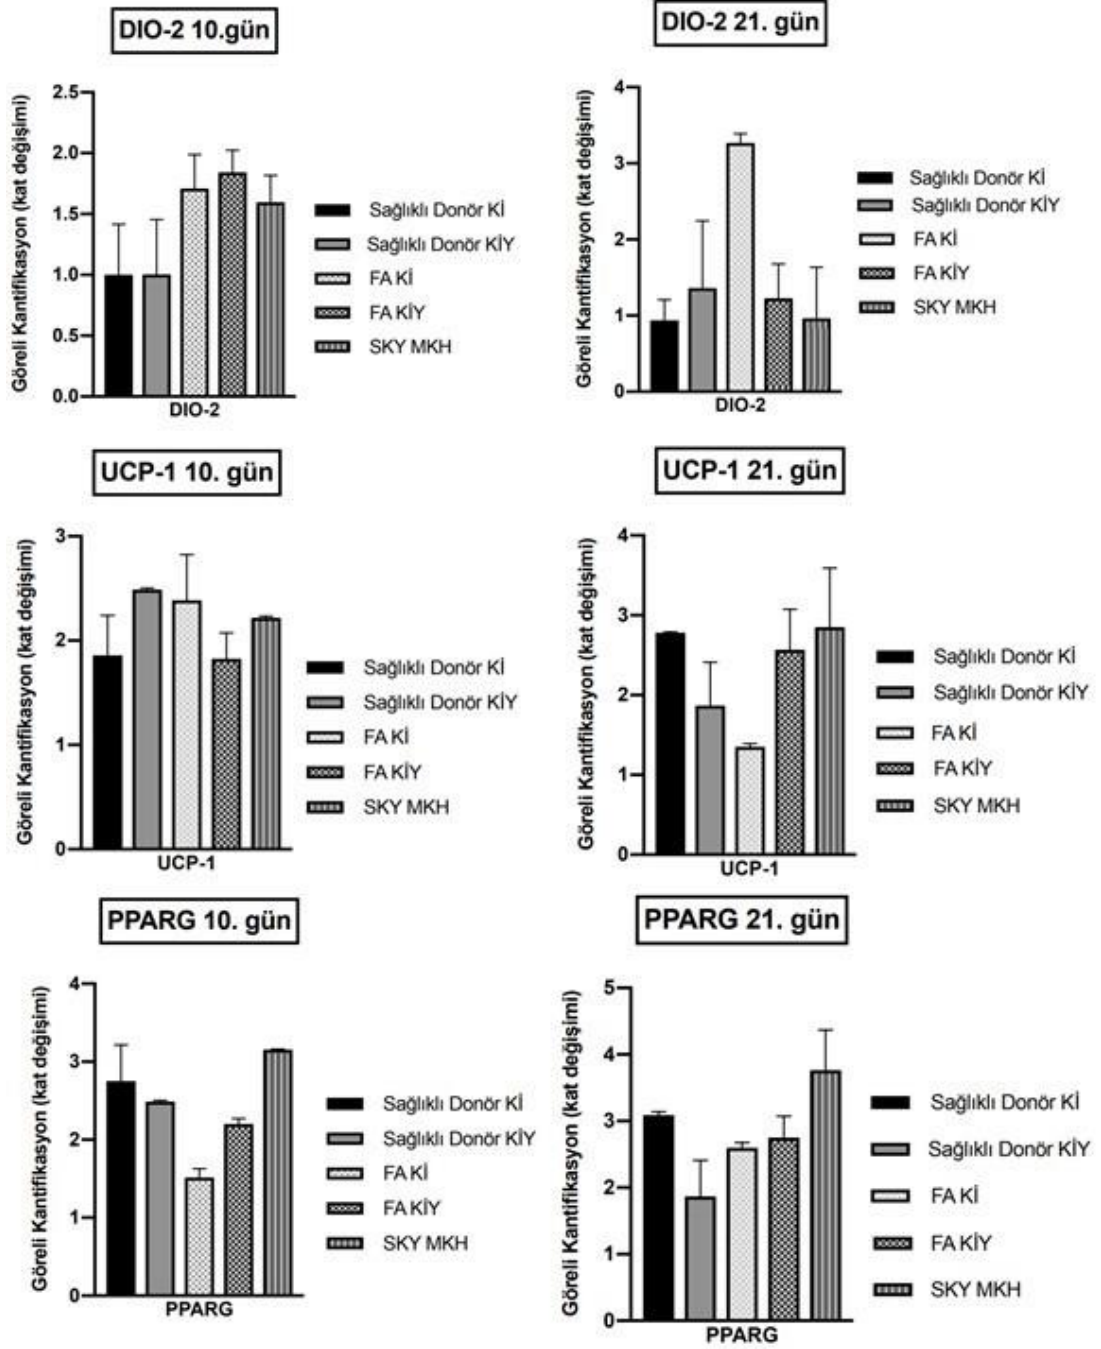 DIO-2 10.gün
Göreli Kantifikasyon (kat değişimi)
2.5
2.0
1.5
1.0
0.5
0.0
DIO-2
Sağlıklı Donör Kİ
Sağlıklı Donör KİY
FA Kİ
FA KİY
SKY MKH
DIO-2 21. gün
Göreli Kantifikasyon (kat değişimi)
4
3
2
1
0
DIO-2
Sağlıklı Donör Kİ
Sağlıklı Donör KİY
FA Kİ
FA KİY
SKY MKH
UCP-1 10. gün
Göreli Kantifikasyon (kat değişimi)
3
2
1
0
UCP-1
Sağlıklı Donör Kİ
Sağlıklı Donör KİY
FA Kİ
FA KİY
SKY MKH
UCP-1 21. gün
Göreli Kantifikasyon (kat değişimi)
4
3
2
1
0
UCP-1
Sağlıklı Donör Kİ
Sağlıklı Donör KİY
FA Kİ
FA KİY
SKY MKH
PPARG 10. gün
Göreli Kantifikasyon (kat değişimi)
4
3
2
1
0
PPARG
Sağlıklı Donör Kİ
Sağlıklı Donör KİY
FA Kİ
FA KİY
SKY MKH
PPARG 21. gün
Göreli Kantifikasyon (kat değişimi)
5
4
3
2
1
0
PPARG
Sağlıklı Donör Kİ
Sağlıklı Donör KİY
FA Kİ
FA KİY
SKY MKH